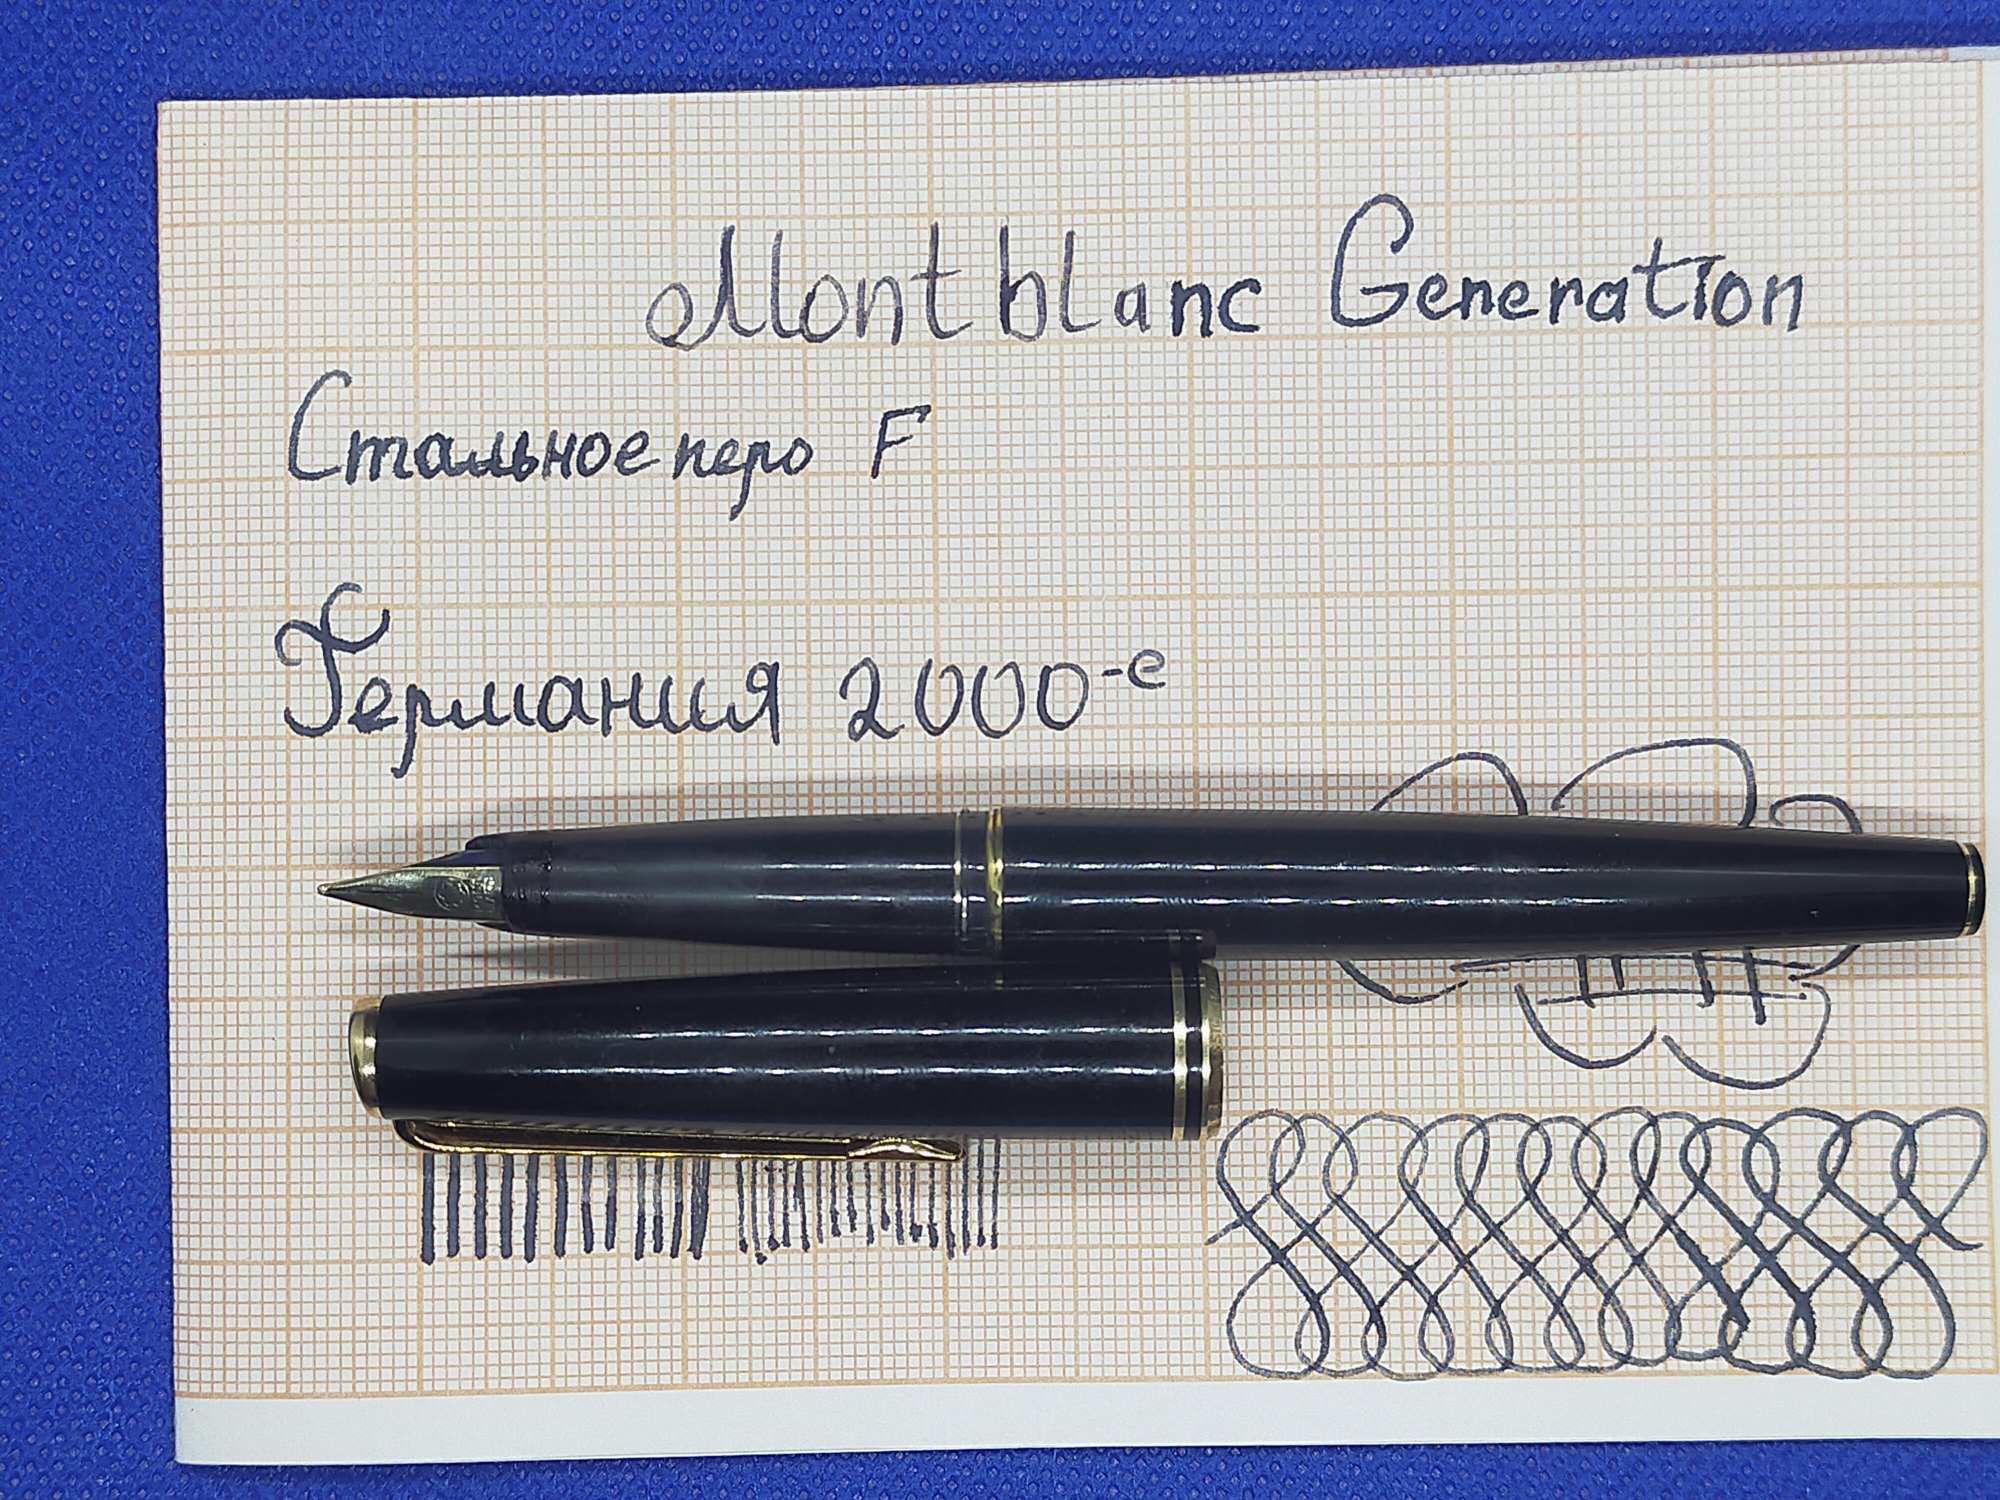 Montblanc Generation
Стальное перо F
Германия 2000-е